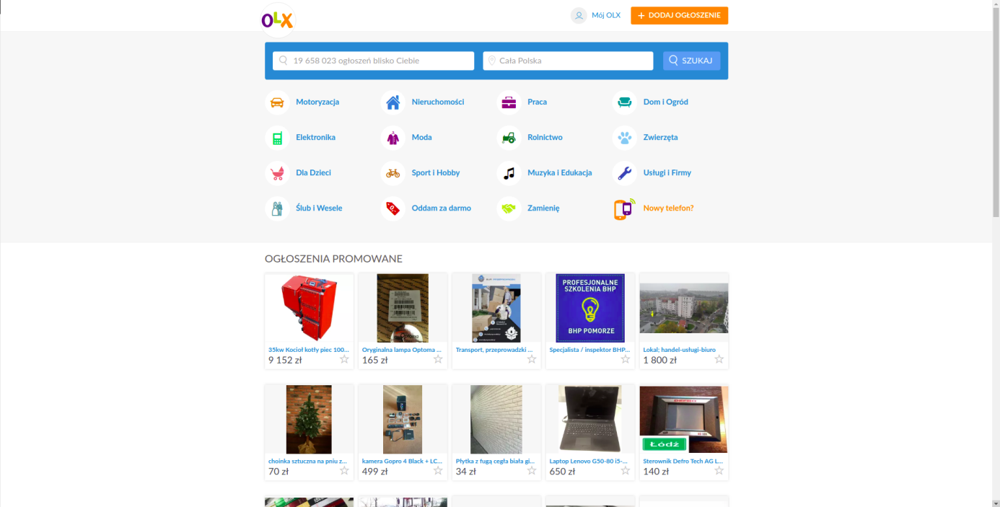 OLX
Mój OLX
+ DODAJ OGŁOSZENIE
19 658 023 ogłoszeń blisko Ciebie
Cała Polska
SZUKAJ
Motoryzacja
Nieruchomości
Praca
Dom i Ogród
Elektronika
Moda
Rolnictwo
Zwierzęta
Dla Dzieci
Sport i Hobby
Muzyka i Edukacja
Usługi i Firmy
Ślub i Wesele
Oddam za darmo
Zamienię
Nowy telefon?
OGŁOSZENIA PROMOWANE
PROFESJONALNE
SZKOLENIA BHP
BHP POMORZE
35kw Kocioł kotły piec 100...
9 152 zł
Oryginalna lampa Optoma ...
165 zł
Transport, przeprowadzki ...
Specjalista / inspektor BHP...
Lokal; handel-usługi-biuro
1 800 zł
DEFRO
Łódź
choinka sztuczna na pniu z...
70 zł
kamera Gopro 4 Black + LC...
499 zł
Płytka z fugą cegła biała gi...
34 zł
Laptop Lenovo G50-80 i5-...
650 zł
Sterownik Defro Tech AG L...
140 zł